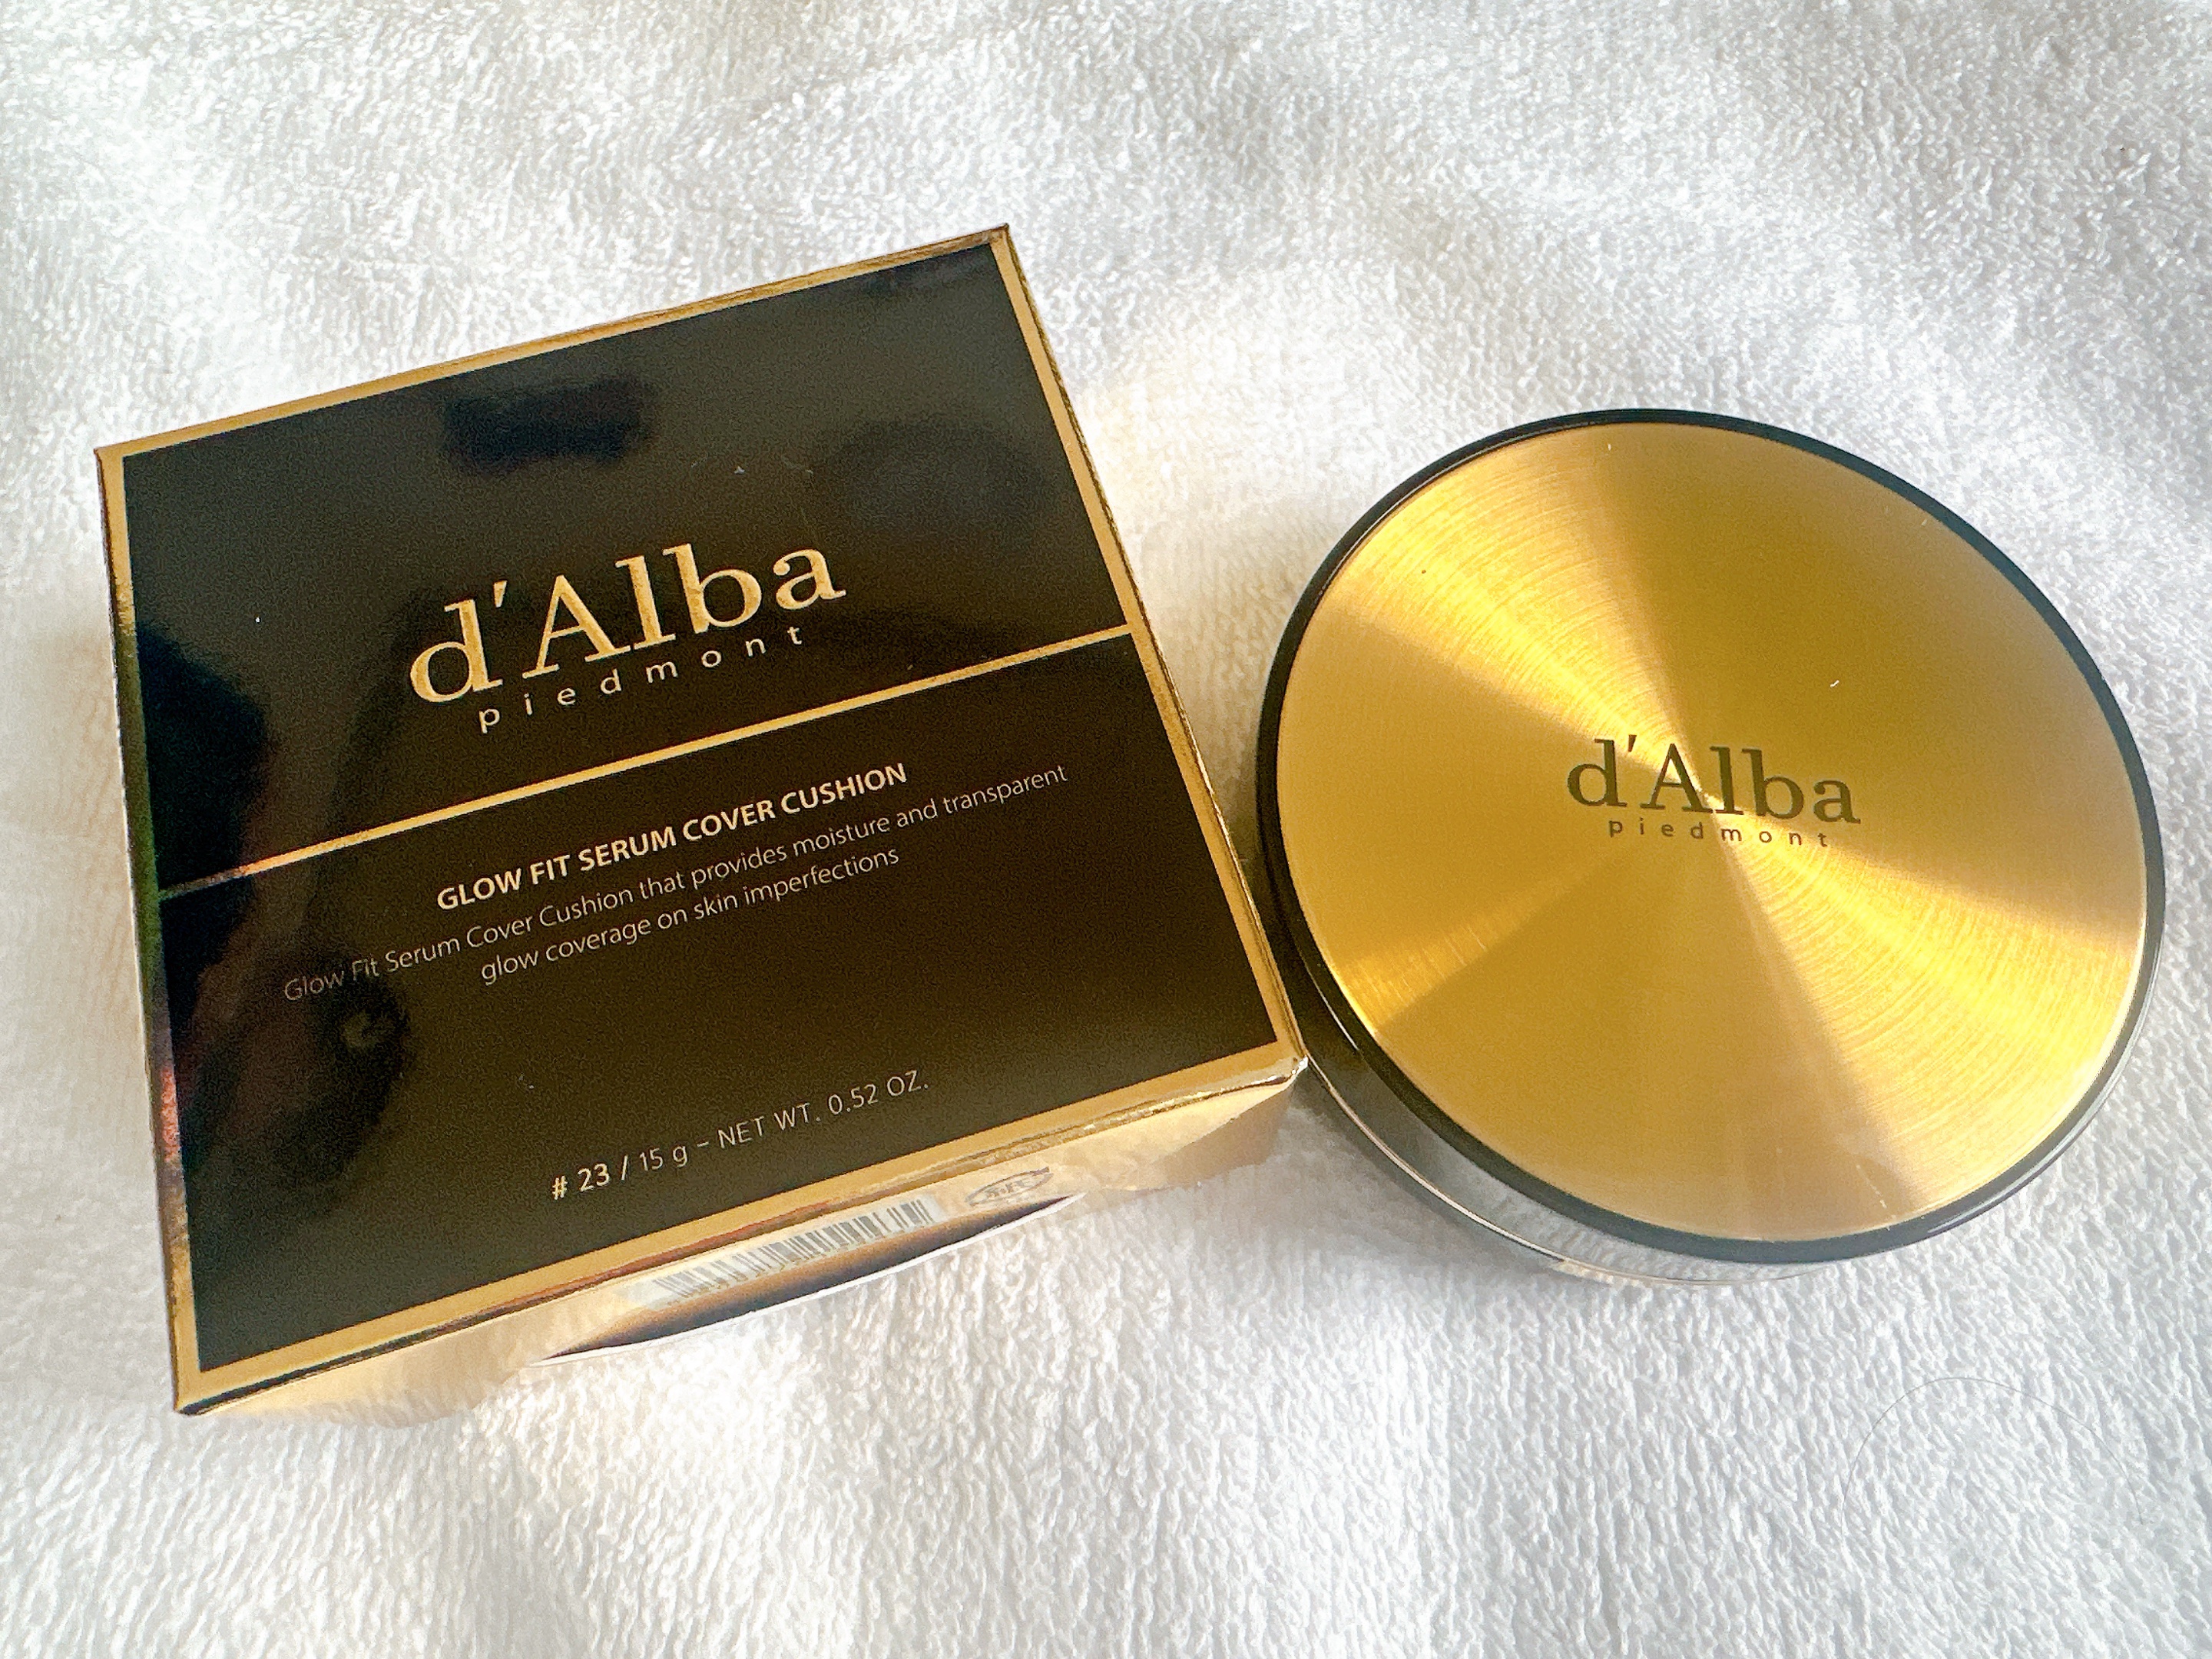 d'Alba
piedmont
GLOW FIT SERUM COVER CUSHION
Glow Fit Serum Cover Cushion that provides moisture and transparent
glow coverage on skin imperfections
# 23 / 15 g – NET WT. 0.52 OZ.
d'Alba
piedmont